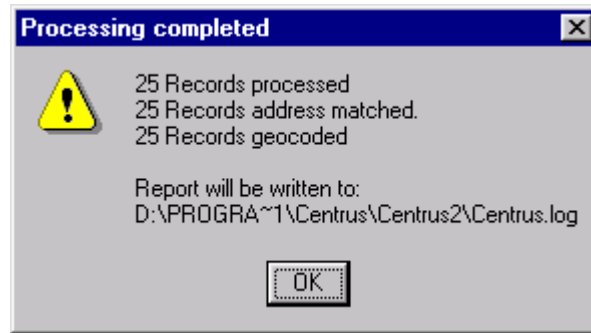 Processing completed
25 Records processed
25 Records address matched.
25 Records geocoded
Report will be written to:
D:\PROGRA~1\Centrus\Centrus2\Centrus.log
OK